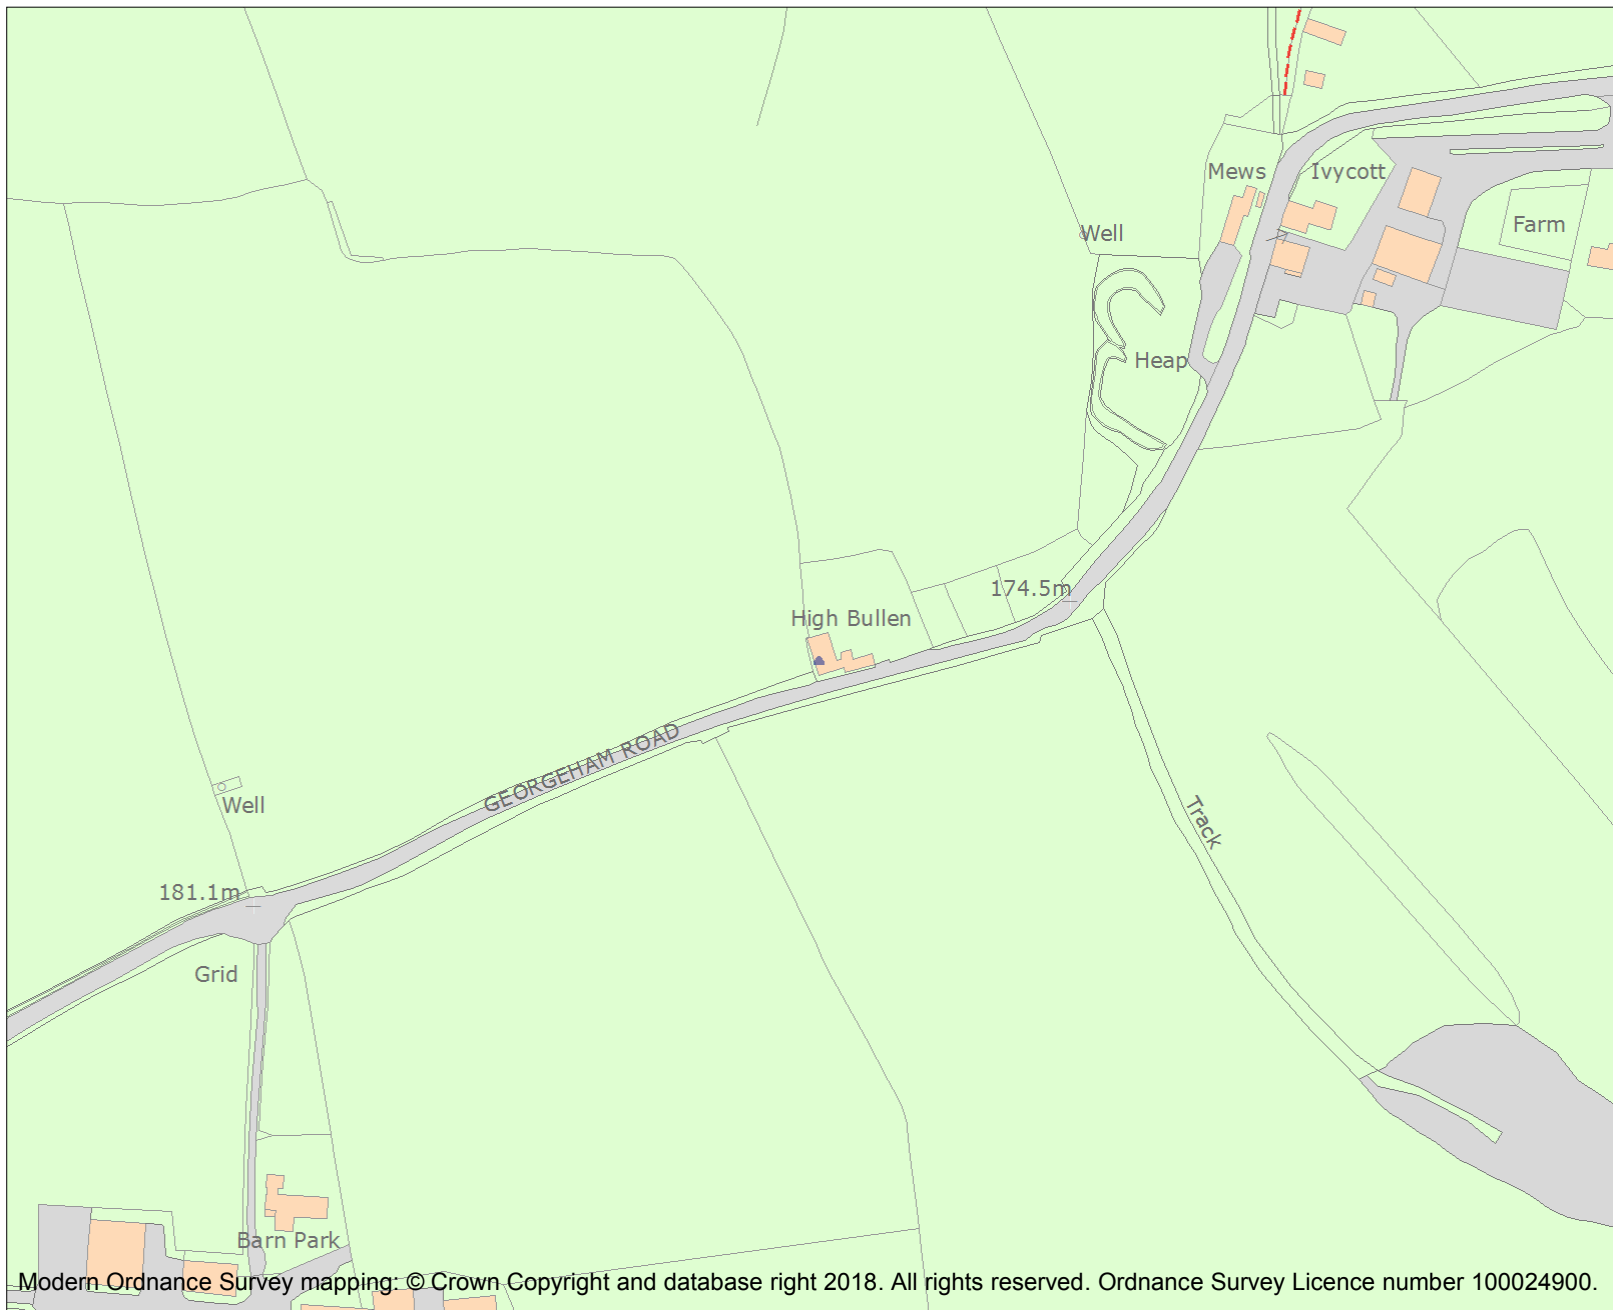 Mews
Ivycott
Farm
Well
Heap
174.5m
High Bullen
GEORGEHAM ROAD
Well
Track
181.1m
Grid
Barn Park
Modern Ordnance Survey mapping: © Crown Copyright and database right 2018. All rights reserved. Ordnance Survey Licence number 100024900.